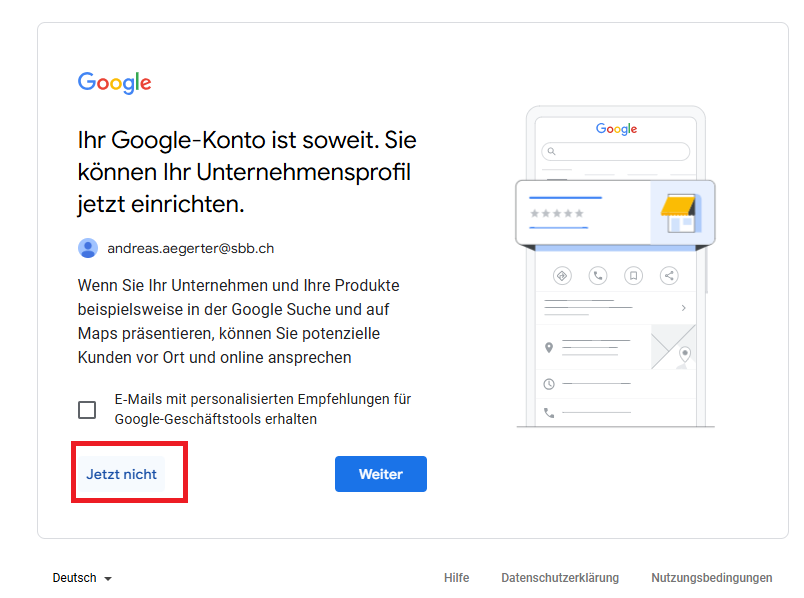 Google
Ihr Google-Konto ist soweit. Sie
können Ihr Unternehmensprofil
jetzt einrichten.
andreas.aegerter@sbb.ch
Wenn Sie Ihr Unternehmen und Ihre Produkte
beispielsweise in der Google Suche und auf
Maps präsentieren, können Sie potenzielle
Kunden vor Ort und online ansprechen
E-Mails mit personalisierten Empfehlungen für
Google-Geschäftstools erhalten
Jetzt nicht
Weiter
Google
Deutsch
Hilfe
Datenschutzerklärung
Nutzungsbedingungen